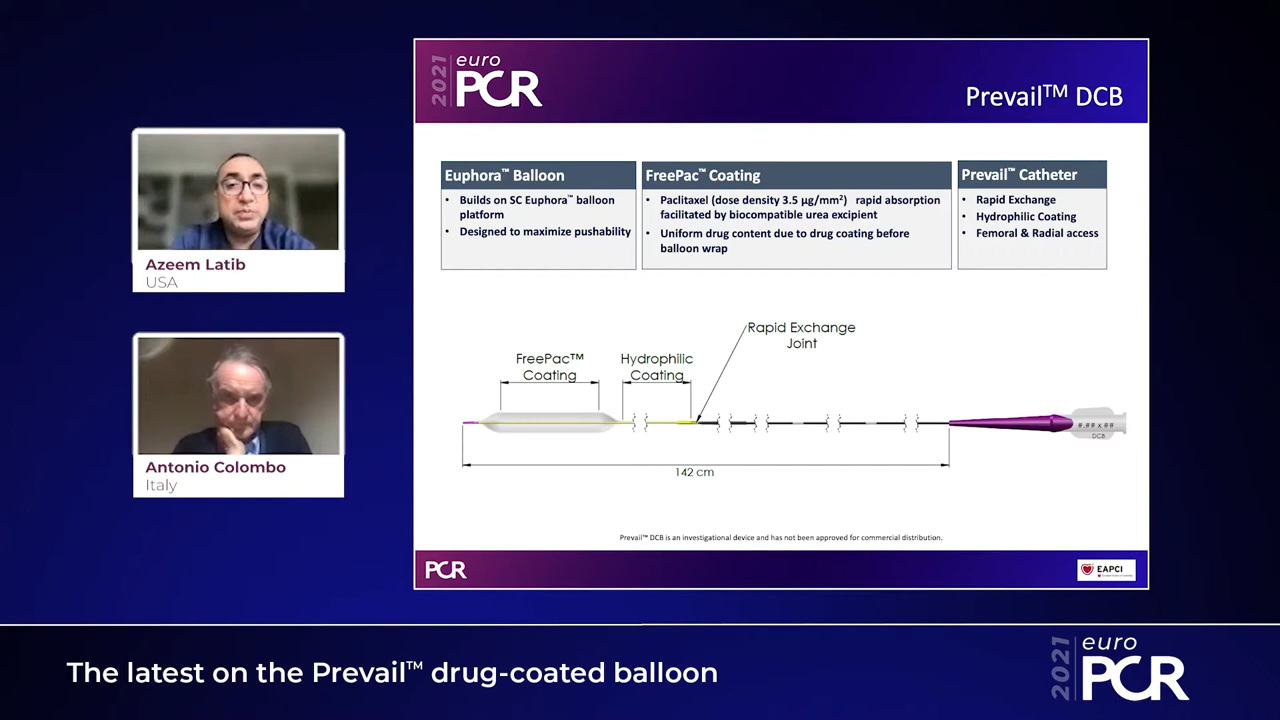 2021 euro
PCR
Prevail™ DCB
Euphora™ Balloon
• Builds on SC Euphora™ balloon
platform
• Designed to maximize pushability
FreePac™ Coating
• Paclitaxel (dose density 3.5 µg/mm²) rapid absorption
facilitated by biocompatible urea excipient
• Uniform drug content due to drug coating before
balloon wrap
Prevail™ Catheter
• Rapid Exchange
• Hydrophilic Coating
• Femoral & Radial access
Rapid Exchange
Joint
FreePac™
Coating
Hydrophilic
Coating
#.## x ##
DCB
142 cm
Prevail™ DCB is an investigational device and has not been approved for commercial distribution.
PCR
EAPCI
Azeem Latib
USA
Antonio Colombo
Italy
The latest on the Prevail™ drug-coated balloon
2021 euro
PCR